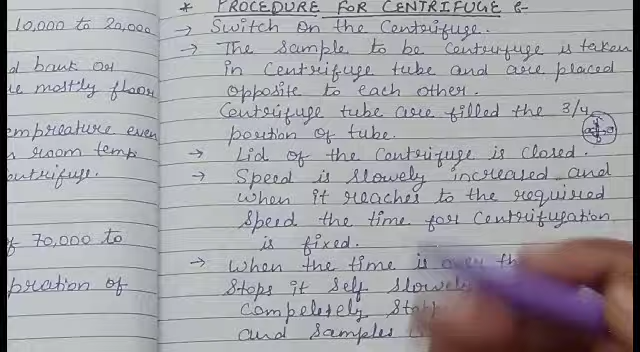 10,000 to 20,000
d bank or
e mostly floor
empreature even
room temp
entrifuge.
of 70,000 to
pration of
* PROCEDURE FOR CENTRIFUGE :-
→ Switch on the Centrifuge.
→ The sample to be centrifuge is taken
in centrifuge tube and are placed
opposite to each other.
Centrifuge tube are filled the 3/4
portion of tube.
→ Lid of the Centrifuge is closed.
→ Speed is slowly increased and
when it reaches to the required
speed the time for centrifugation
is fixed.
→ When the time is over th
stops it self slowly
compeletely stop
and samples